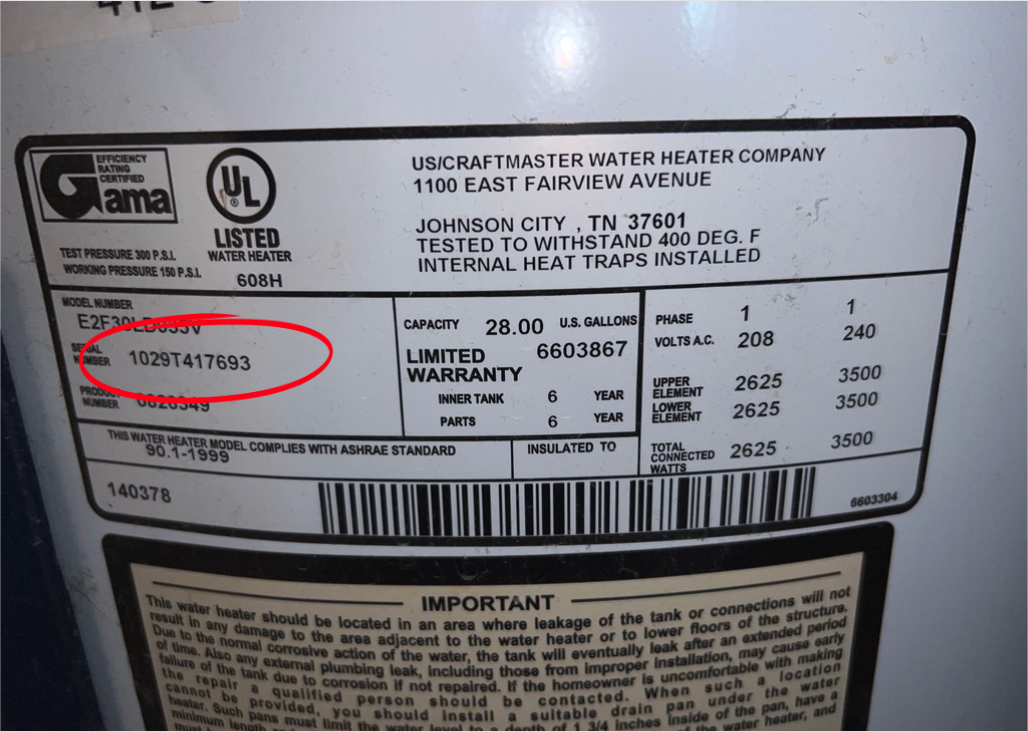 EFFICIENCY
RATING
CERTIFIED
Gama
UL
®
LISTED
WATER HEATER
TEST PRESSURE 300 P.S.I.
WORKING PRESSURE 150 P.S.I.
608H
US/CRAFTMASTER WATER HEATER COMPANY
1100 EAST FAIRVIEW AVENUE
JOHNSON CITY , TN 37601
TESTED TO WITHSTAND 400 DEG. F
INTERNAL HEAT TRAPS INSTALLED
MODEL NUMBER
SERIAL NUMBER 1029T417693
PRODUCT NUMBER
CAPACITY 28.00 U.S. GALLONS
LIMITED WARRANTY 6603867
INNER TANK 6 YEAR
PARTS 6 YEAR
PHASE 1 1
VOLTS A.C. 208 240
UPPER ELEMENT 2625 3500
LOWER ELEMENT 2625 3500
TOTAL CONNECTED WATTS 2625 3500
THIS WATER HEATER MODEL COMPLIES WITH ASHRAE STANDARD
90.1-1999
INSULATED TO
140378
6603304
IMPORTANT
This water heater should be located in an area where leakage of the tank or connections will not
result in any damage to the area adjacent to the water heater or to lower floors of the structure.
Due to the normal corrosive action of the water, the tank will eventually leak after an extended period
of time. Also any external plumbing leak, including those from improper installation, may cause early
failure of the tank due to corrosion if not repaired. If the homeowner is uncomfortable with making
the repair a qualified person should be contacted. When such a location
cannot be provided, you should install a suitable drain pan under the water
heater. Such pans must limit the water level to a depth of 1 3/4 inches inside of the pan, have a
minimum length and of the water heater, and